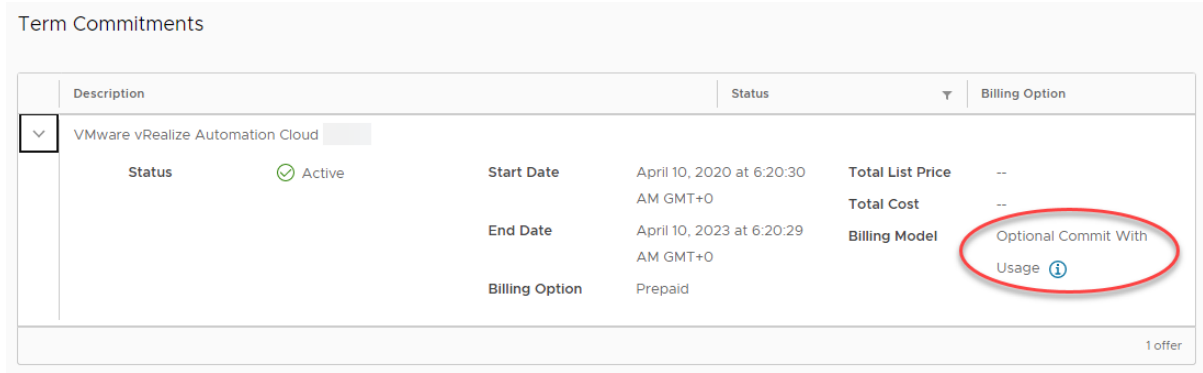 Term Commitments
Description Status Billing Option
VMware vRealize Automation Cloud
Status Active Start Date April 10, 2020 at 6:20:30 Total List Price --
AM GMT+0 Total Cost --
End Date April 10, 2023 at 6:20:29 Billing Model Optional Commit With
AM GMT+0 Usage
Billing Option Prepaid
1 offer